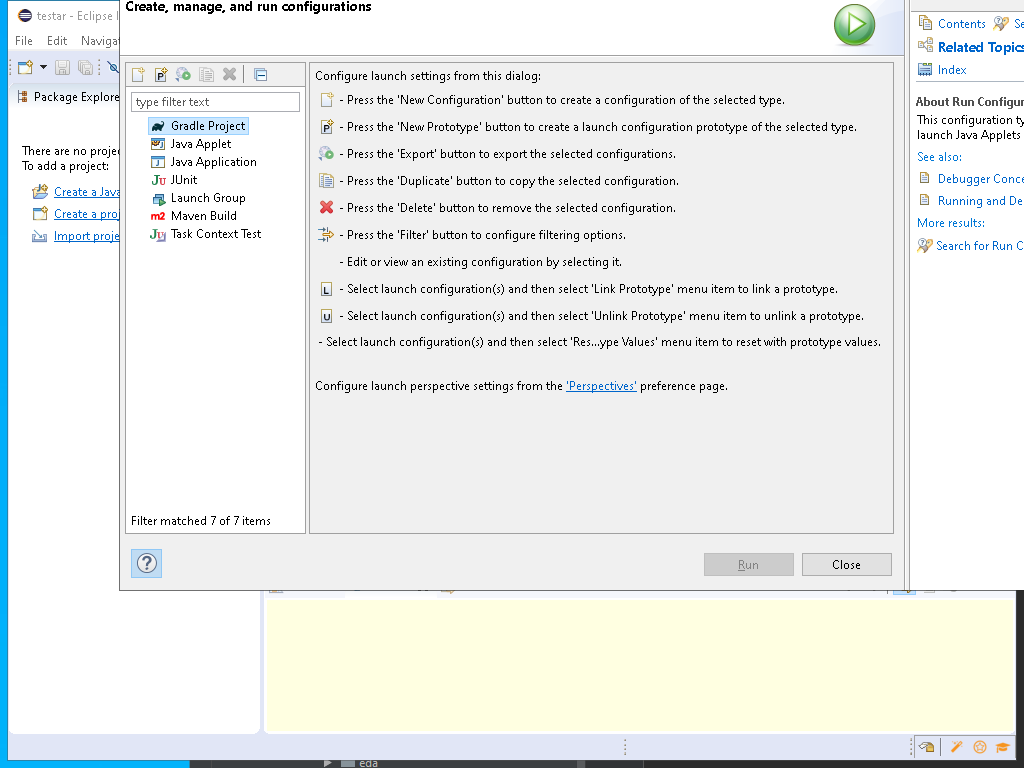 testar - Eclipse
File Edit
Package Explore
There are no
To add a project:
Create a Java
Create a
Import
Create, manage, and run configurations
type filter text
Gradle Project
Java Applet
Java Application
JUnit
Launch Group
Maven Build
Task Context Test
Filter matched 7 of 7 items
Configure launch settings from this dialog:
- Press the 'New Configuration' button to create a configuration of the selected type.
- Press the 'New Prototype' button to create a launch configuration prototype of the selected type.
- Press the 'Export' button to export the selected configurations.
- Press the 'Duplicate' button to copy the selected configuration.
- Press the 'Delete' button to remove the selected configuration.
- Press the 'Filter' button to configure filtering options.
- Edit or view an existing configuration by selecting it.
L - Select launch configuration(s) and then select 'Link Prototype' menu item to link a prototype.
U - Select launch configuration(s) and then select 'Unlink Prototype' menu item to unlink a prototype.
- Select launch configuration(s) and then select 'Res...ype Values' menu item to reset with prototype values.
Configure launch perspective settings from the 'Perspectives' preference page.
Run
Close
Contents
Related Topics
Index
About Run
This configuration
launch Java Applets
See also:
Debugger
Running and
More results:
Search for Run
eda